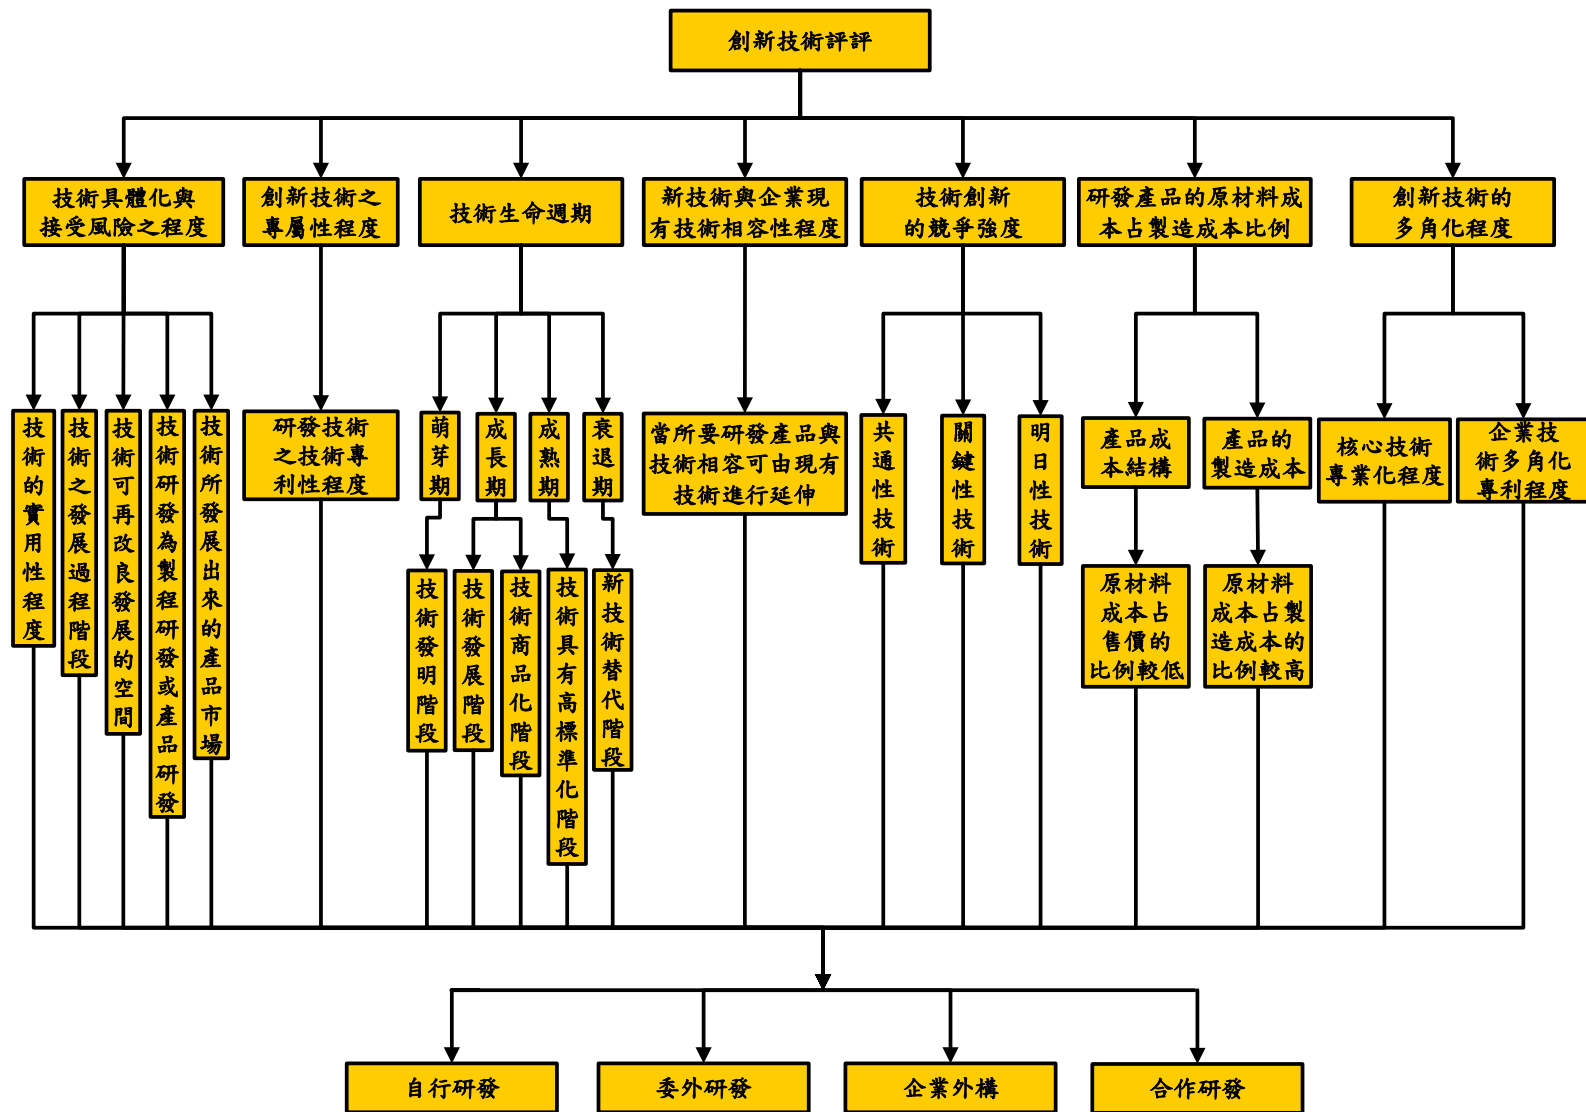 創新技術評評
技術具體化與
接受風險之程度
創新技術之
專屬性程度
技術生命週期
新技術與企業現
有技術相容性程度
技術創新
的競爭強度
研發產品的原材料成
本占製造成本比例
創新技術的
多角化程度
技術的實用性程度
技術之發展過程階段
技術可再改良發展的空間
技術研發為製程研發或產品研發
技術所發展出來的產品市場
研發技術
之技術專
利性程度
萌芽期
成長期
成熟期
衰退期
當所要研發產品與
技術相容可由現有
技術進行延伸
共通性技術
關鍵性技術
明日性技術
產品成
本結構
產品的
製造成本
核心技術
專業化程度
企業技
術多角化
專利程度
技術發明階段
技術發展階段
技術商品化階段
技術具有高標準化階段
新技術替代階段
原材料
成本占
售價的
比例較低
原材料
成本占製
造成本的
比例較高
自行研發
委外研發
企業外構
合作研發